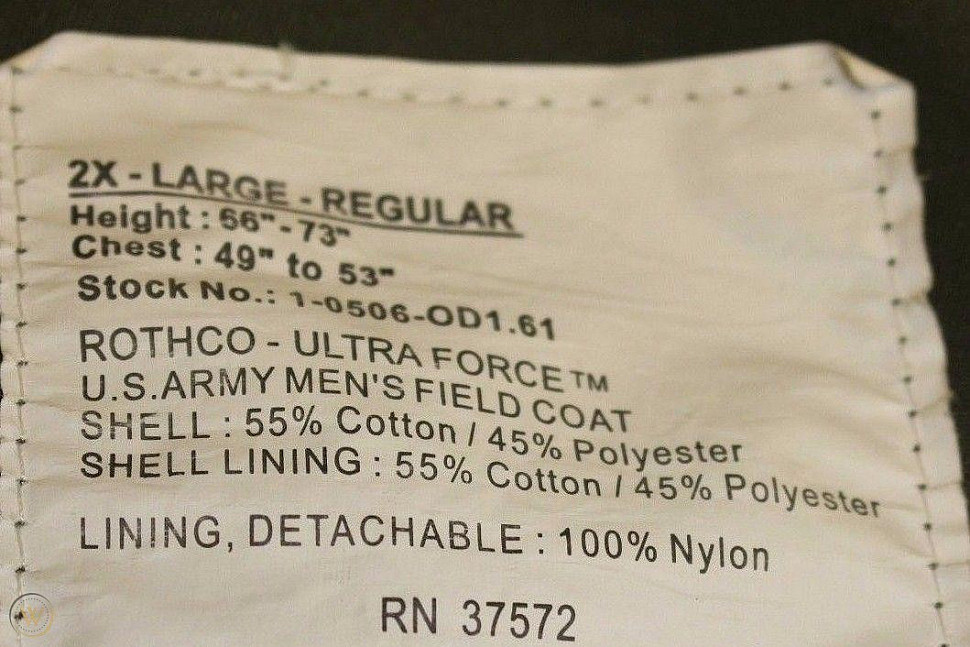 2X - LARGE - REGULAR
Height : 66" - 73"
Chest : 49" to 53"
Stock No.: 1-0506-OD1.61
ROTHCO - ULTRA FORCE™
U.S.ARMY MEN'S FIELD COAT
SHELL : 55% Cotton / 45% Polyester
SHELL LINING : 55% Cotton / 45% Polyester
LINING, DETACHABLE : 100% Nylon
RN 37572